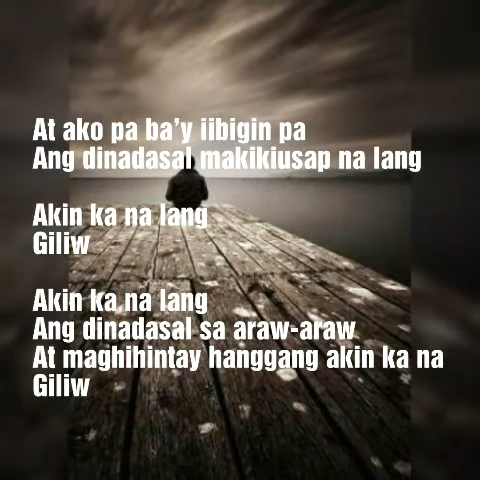 At ako pa ba'y iibigin pa
Ang dinadasal makikiusap na lang
Akin ka na lang
Giliw
Akin ka na lang
Ang dinadasal sa araw-araw
At maghihintay hanggang akin ka na
Giliw